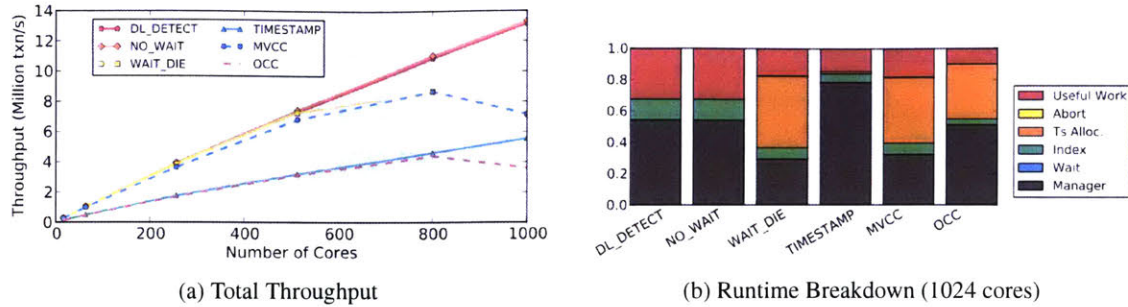 14
12
10
8
6
4
2
0
Throughput (Million txn/s)
DL_DETECT
NO_WAIT
WAIT_DIE
TIMESTAMP
MVCC
OCC
0 200 400 600 800 1000
Number of Cores
(a) Total Throughput
1.0
0.8
0.6
0.4
0.2
0.0
DL_DETECT
NO_WAIT
WAIT_DIE
TIMESTAMP
MVCC
OCC
Useful Work
Abort
Ts Alloc.
Index
Wait
Manager
(b) Runtime Breakdown (1024 cores)